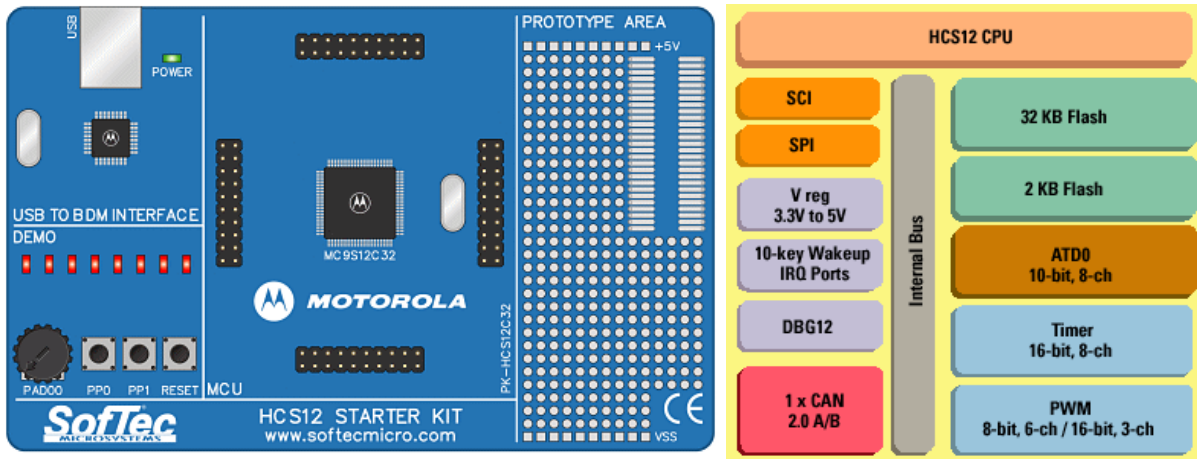 USB
POWER
USB TO BDM INTERFACE
DEMO
PAD00
PP0
PP1
RESET
MC9S12C32
MOTOROLA
MCU
PK-HCS12C32
PROTOTYPE AREA
+5V
VSS
CE
SofTec
MICROSYSTEMS
HCS12 STARTER KIT
www.softecmicro.com
HCS12 CPU
SCI
SPI
V reg
3.3V to 5V
10-key Wakeup
IRQ Ports
DBG12
1 x CAN
2.0 A/B
Internal Bus
32 KB Flash
2 KB Flash
ATD0
10-bit, 8-ch
Timer
16-bit, 8-ch
PWM
8-bit, 6-ch / 16-bit, 3-ch